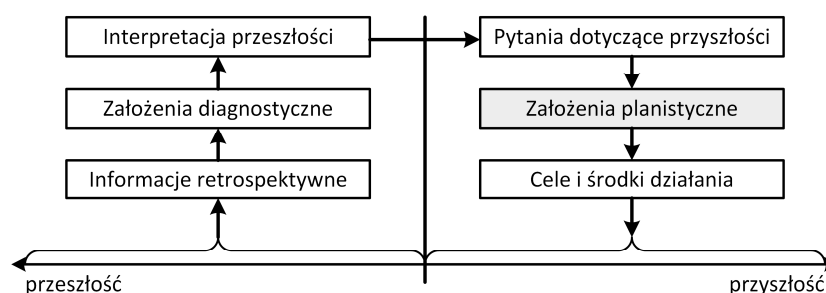 Interpretacja przeszłości
Pytania dotyczące przyszłości
Założenia diagnostyczne
Założenia planistyczne
Informacje retrospektywne
Cele i środki działania
przeszłość
przyszłość